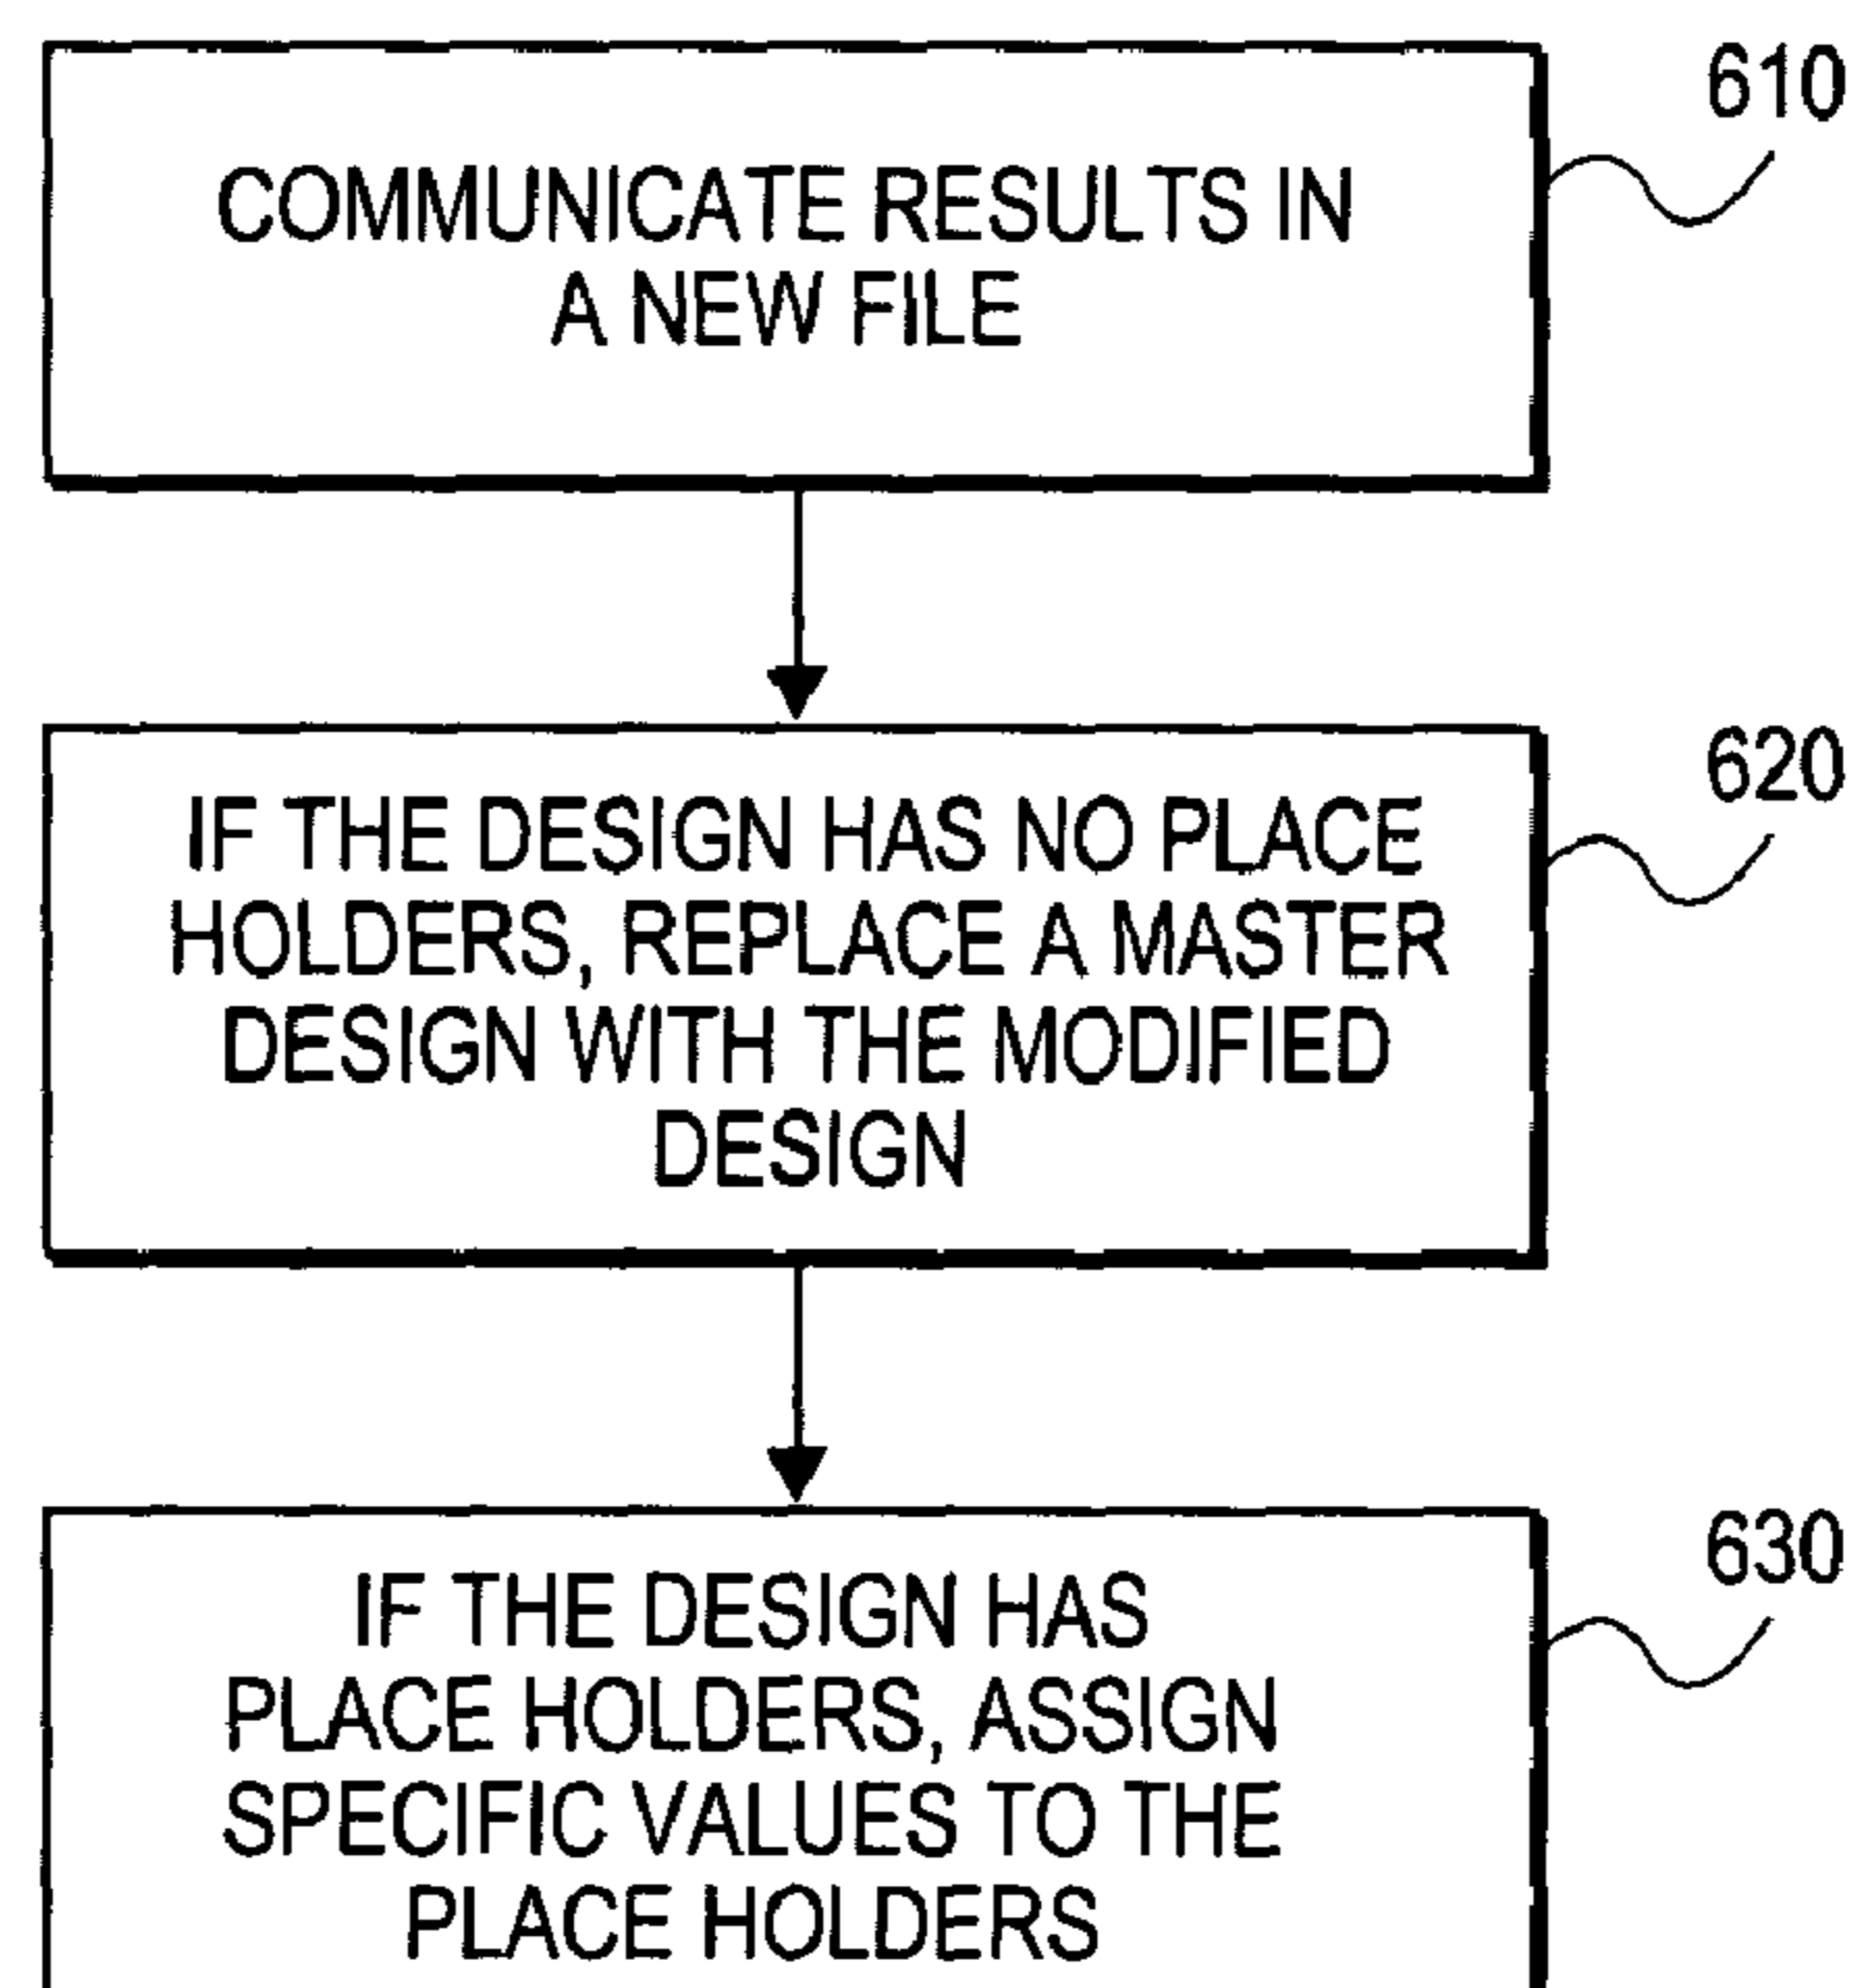 610
COMMUNICATE RESULTS IN
A NEW FILE
620
IF THE DESIGN HAS NO PLACE
HOLDERS, REPLACE A MASTER
DESIGN WITH THE MODIFIED
DESIGN
630
IF THE DESIGN HAS
PLACE HOLDERS, ASSIGN
SPECIFIC VALUES TO THE
PLACE HOLDERS